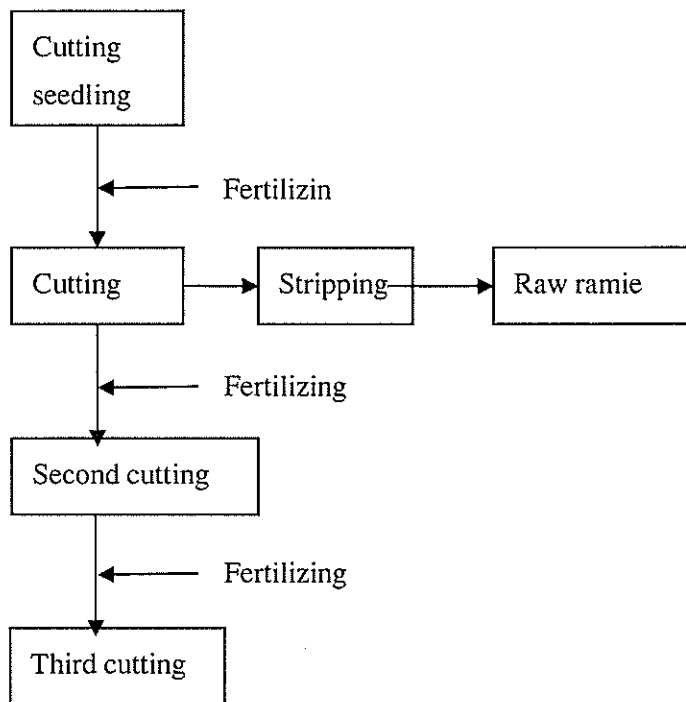 Cutting
seedling
Fertilizin
Cutting
Stripping
Raw ramie
Fertilizing
Second cutting
Fertilizing
Third cutting